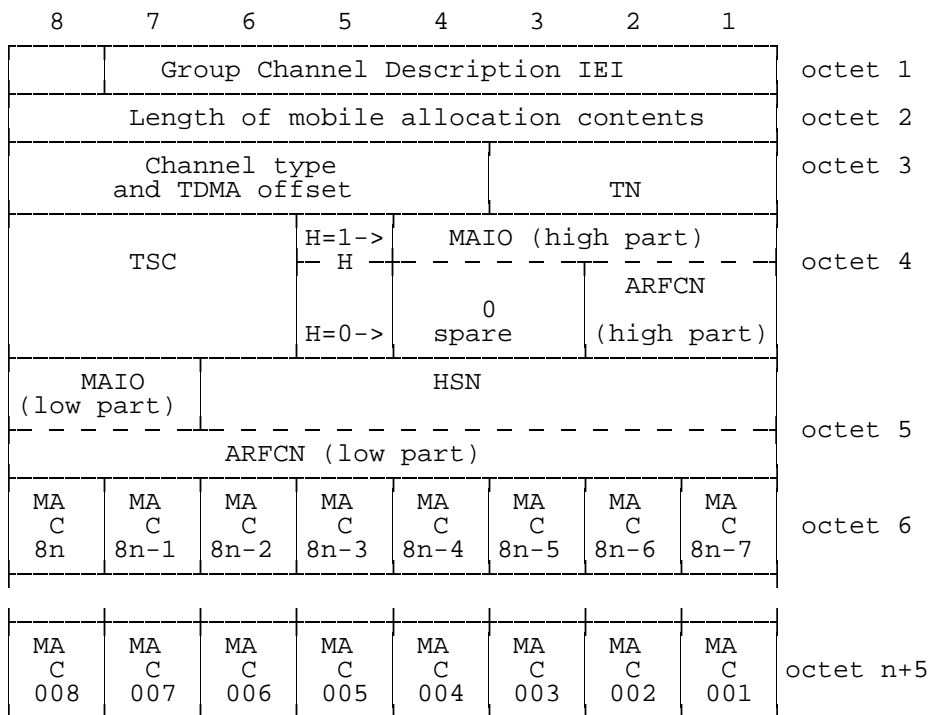 8 7 6 5 4 3 2 1
Group Channel Description IEI octet 1
Length of mobile allocation contents octet 2
Channel type octet 3
and TDMA offset TN
H=1-> MAIO (high part)
TSC H octet 4
ARFCN
0
H=0-> spare (high part)
MAIO HSN
(low part)
octet 5
ARFCN (low part)
MA MA MA MA MA MA MA MA
C C C C C C C C octet 6
8n 8n-1 8n-2 8n-3 8n-4 8n-5 8n-6 8n-7
MA MA MA MA MA MA MA MA
C C C C C C C C octet n+5
008 007 006 005 004 003 002 001